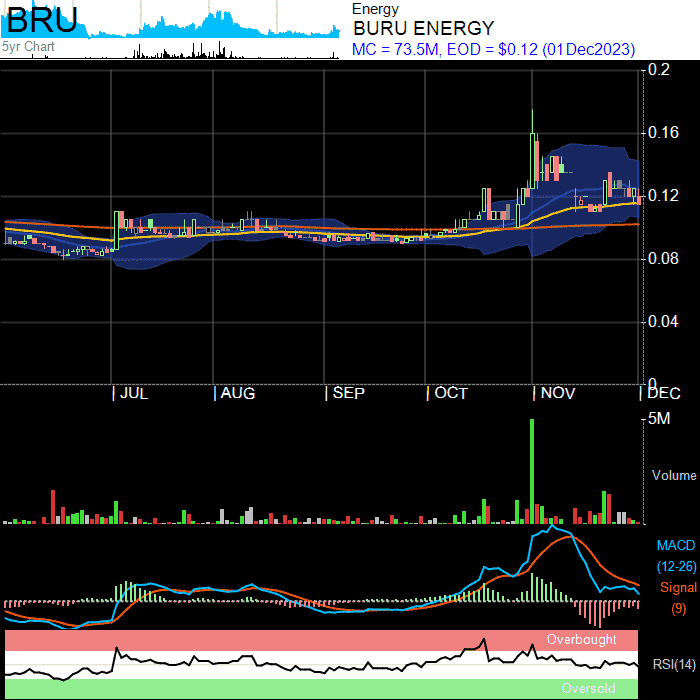 BRU
5yr Chart
Energy
BURU ENERGY
MC = 73.5M, EOD = $0.12 (01Dec2023)
0.2
0.16
0.12
0.08
0.04
0
JUL AUG SEP OCT NOV DEC
5M
Volume
MACD
(12-26)
Signal
(9)
Overbought
RSI(14)
Oversold